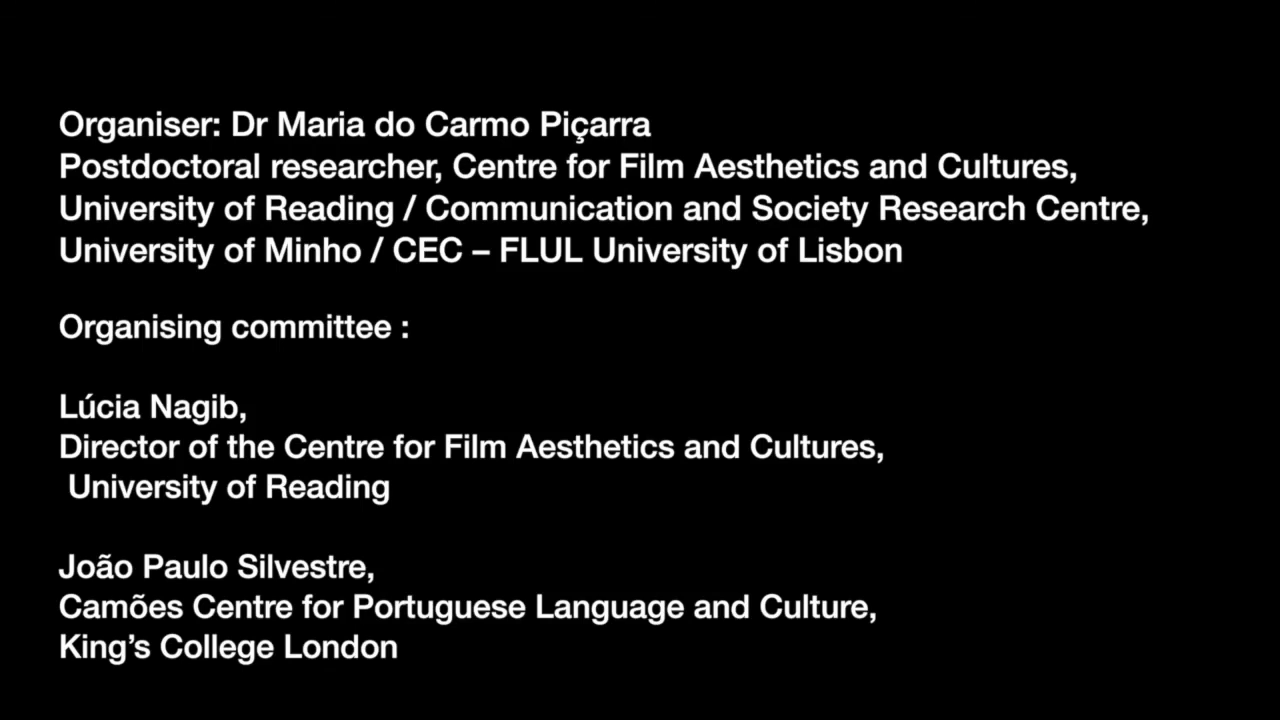 Organiser: Dr Maria do Carmo Piçarra
Postdoctoral researcher, Centre for Film Aesthetics and Cultures,
University of Reading / Communication and Society Research Centre,
University of Minho / CEC – FLUL University of Lisbon
Organising committee :
Lúcia Nagib,
Director of the Centre for Film Aesthetics and Cultures,
University of Reading
João Paulo Silvestre,
Camões Centre for Portuguese Language and Culture,
King’s College London